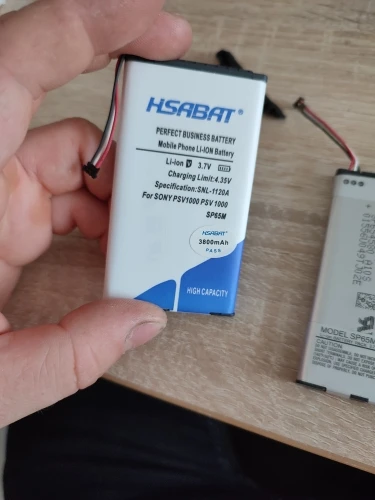 HSABAT
PERFECT BUSINESS BATTERY
Mobile Phone LI-ION Battery
Li-ion 3.7V
Charging Limit:4.35V
Specification:SNL-1120A
For SONY PSV1000 PSV 1000
SP65M
HSABAT
3800mAh
PASS
HIGH CAPACITY
MODEL SP65M